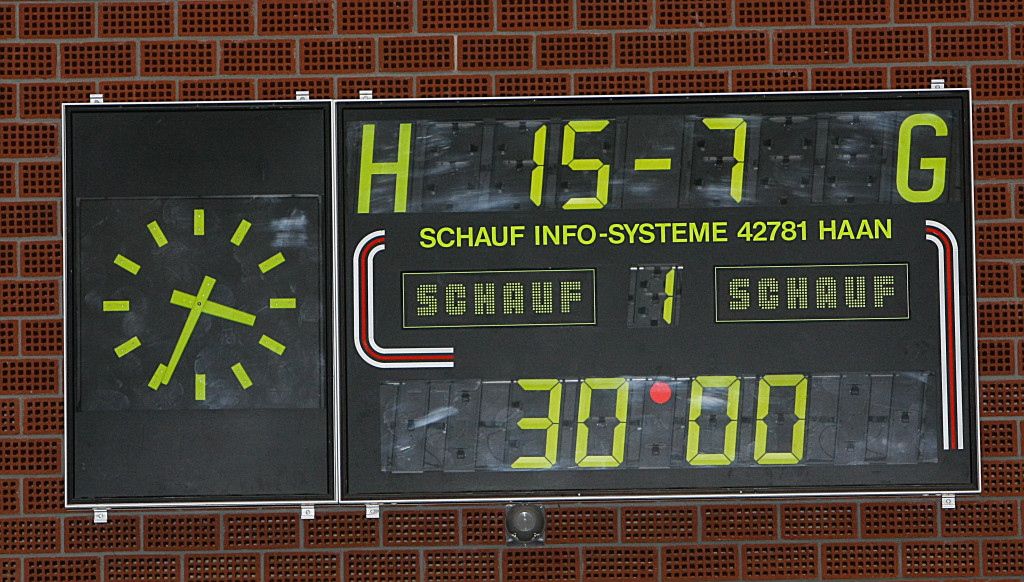 H 15-7 G
SCHAUF INFO-SYSTEME 42781 HAAN
SCHAUF 1 SCHAUF
30:00